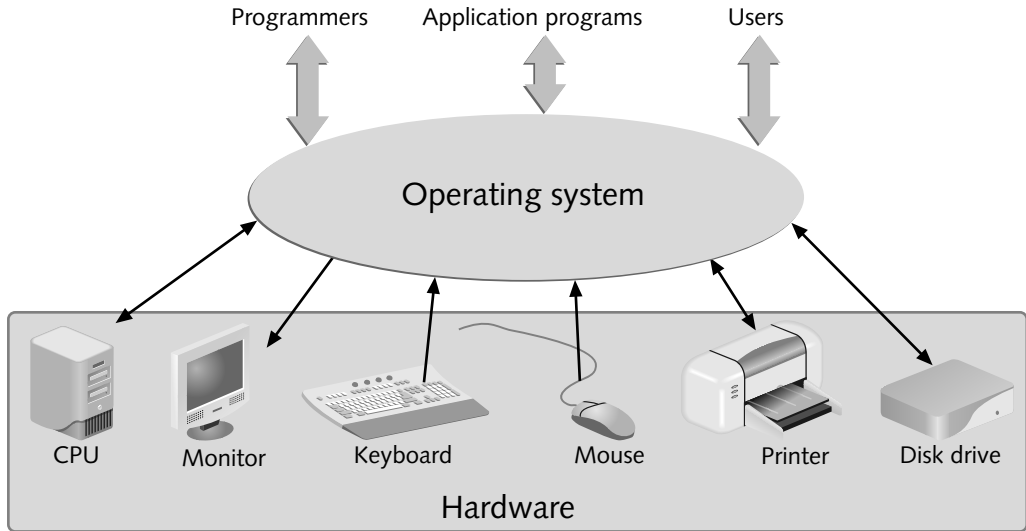 Programmers
Application programs
Users
Operating system
CPU
Monitor
Keyboard
Mouse
Printer
Disk drive
Hardware